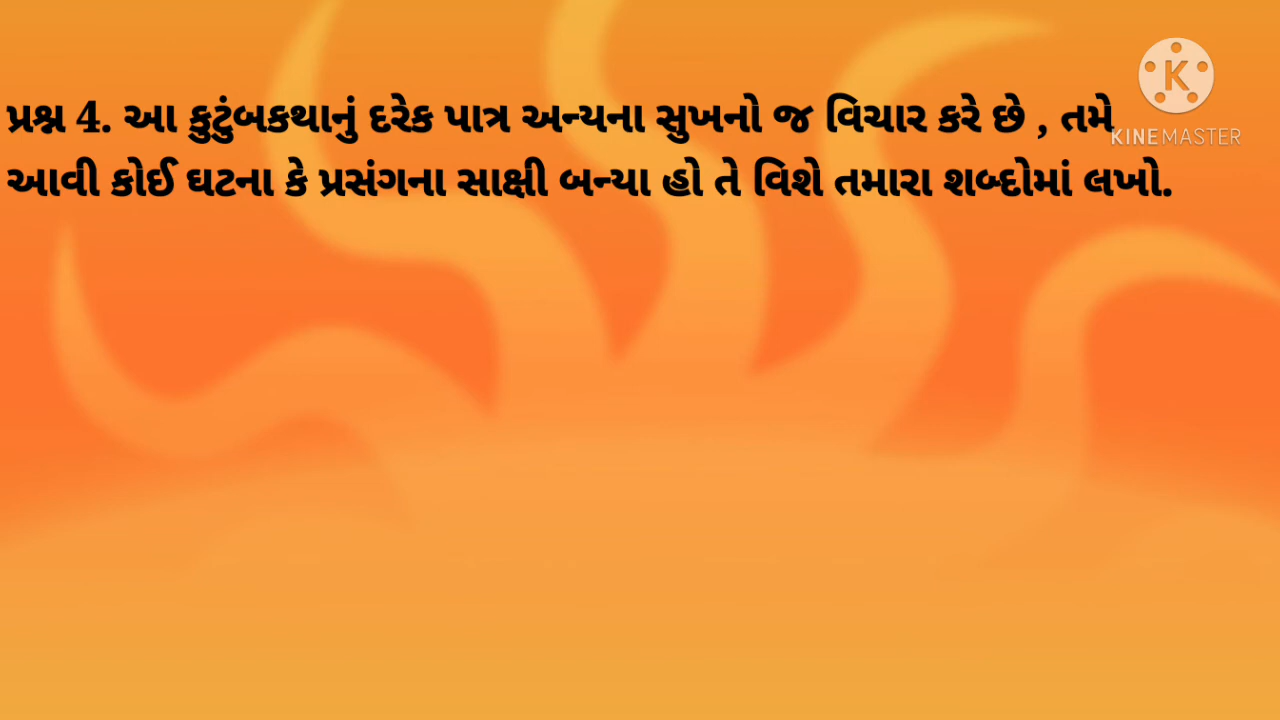 પ્રશ્ન 4. આ કુટુંબકથાનું દરેક પાત્ર અન્યના સુખનો જ વિચાર કરે છે , તમે
આવી કોઈ ઘટના કે પ્રસંગના સાક્ષી બન્યા હો તે વિશે તમારા શબ્દોમાં લખો.
K
KINEMASTER